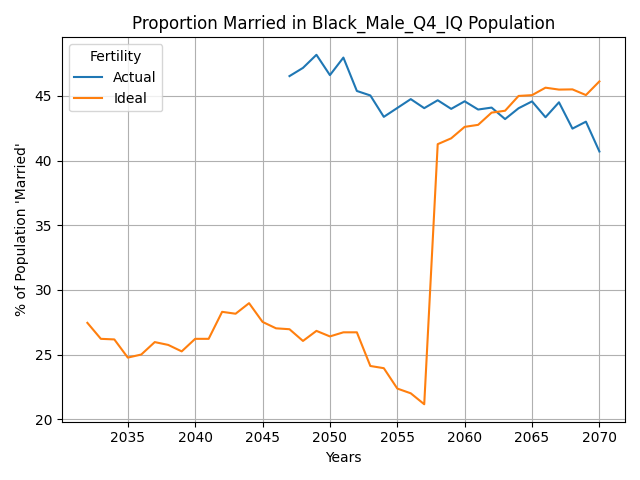 Proportion Married in Black_Male_Q4_IQ Population
Fertility
Actual
Ideal
% of Population 'Married'
45
40
35
30
25
20
2035 2040 2045 2050 2055 2060 2065 2070
Years